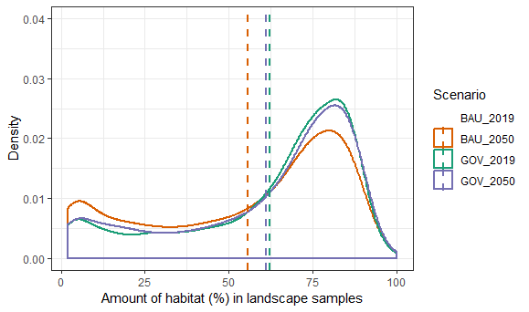 0.04
0.03
0.02
0.01
0.00
Density
0
25
50
75
100
Amount of habitat (%) in landscape samples
Scenario
BAU_2019
BAU_2050
GOV_2019
GOV_2050